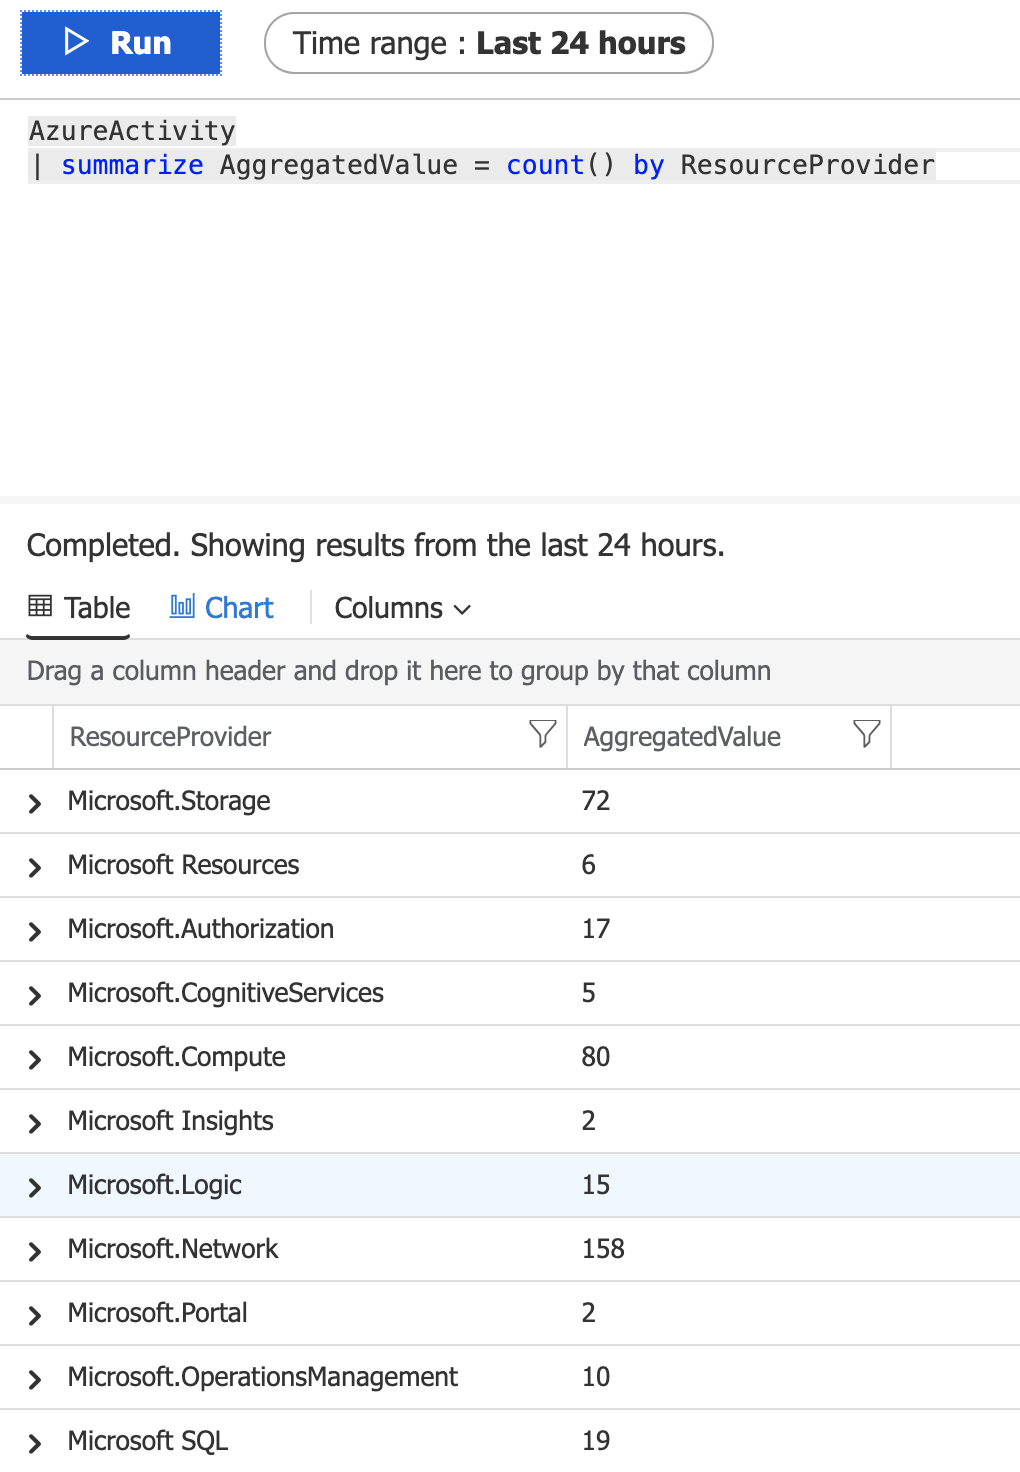 Run Time range : Last 24 hours
AzureActivity
| summarize AggregatedValue = count() by ResourceProvider
Completed. Showing results from the last 24 hours.
Table Chart Columns
Drag a column header and drop it here to group by that column
ResourceProvider AggregatedValue
Microsoft.Storage 72
Microsoft Resources 6
Microsoft.Authorization 17
Microsoft.CognitiveServices 5
Microsoft.Compute 80
Microsoft Insights 2
Microsoft.Logic 15
Microsoft.Network 158
Microsoft.Portal 2
Microsoft.OperationsManagement 10
Microsoft SQL 19